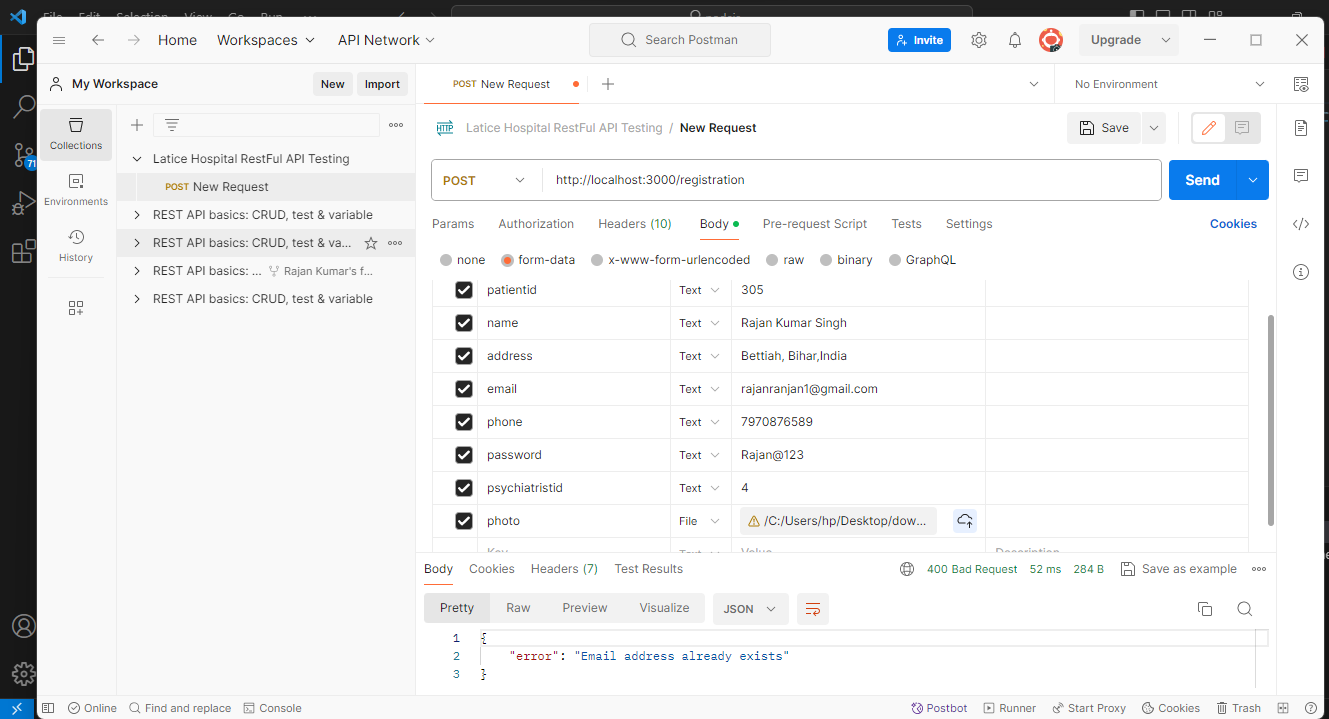 File Edit Selection View Go Run
Home Workspaces API Network Search Postman Invite Upgrade
My Workspace New Import POST New Request No Environment
Collections
Environments
History
Latice Hospital RestFul API Testing
POST New Request
REST API basics: CRUD, test & variable
REST API basics: CRUD, test & va...
REST API basics: ... Rajan Kumar's f...
REST API basics: CRUD, test & variable
71
HTTP Latice Hospital RestFul API Testing / New Request Save
POST http://localhost:3000/registration Send
Params Authorization Headers (10) Body Pre-request Script Tests Settings Cookies
none form-data x-www-form-urlencoded raw binary GraphQL
patientid Text 305
name Text Rajan Kumar Singh
address Text Bettiah, Bihar,India
email Text rajanranjan1@gmail.com
phone Text 7970876589
password Text Rajan@123
psychiatristid Text 4
photo File /C:/Users/hp/Desktop/dow...
Key Text Value Description
Body Cookies Headers (7) Test Results 400 Bad Request 52 ms 284 B Save as example
Pretty Raw Preview Visualize JSON
1 {
2 "error": "Email address already exists"
3 }
Online Find and replace Console Postbot Runner Start Proxy Cookies Trash